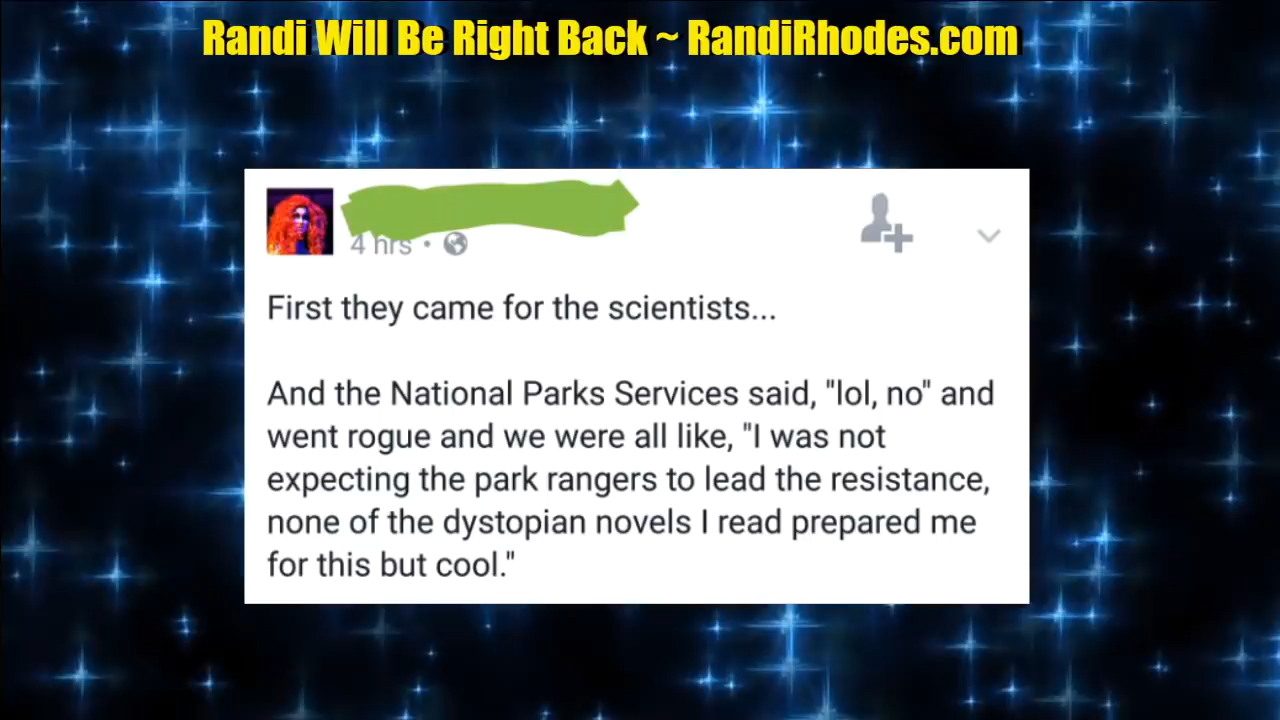 Randi Will Be Right Back ~ RandiRhodes.com
4 hrs •
First they came for the scientists...
And the National Parks Services said, "lol, no" and
went rogue and we were all like, "I was not
expecting the park rangers to lead the resistance,
none of the dystopian novels I read prepared me
for this but cool."